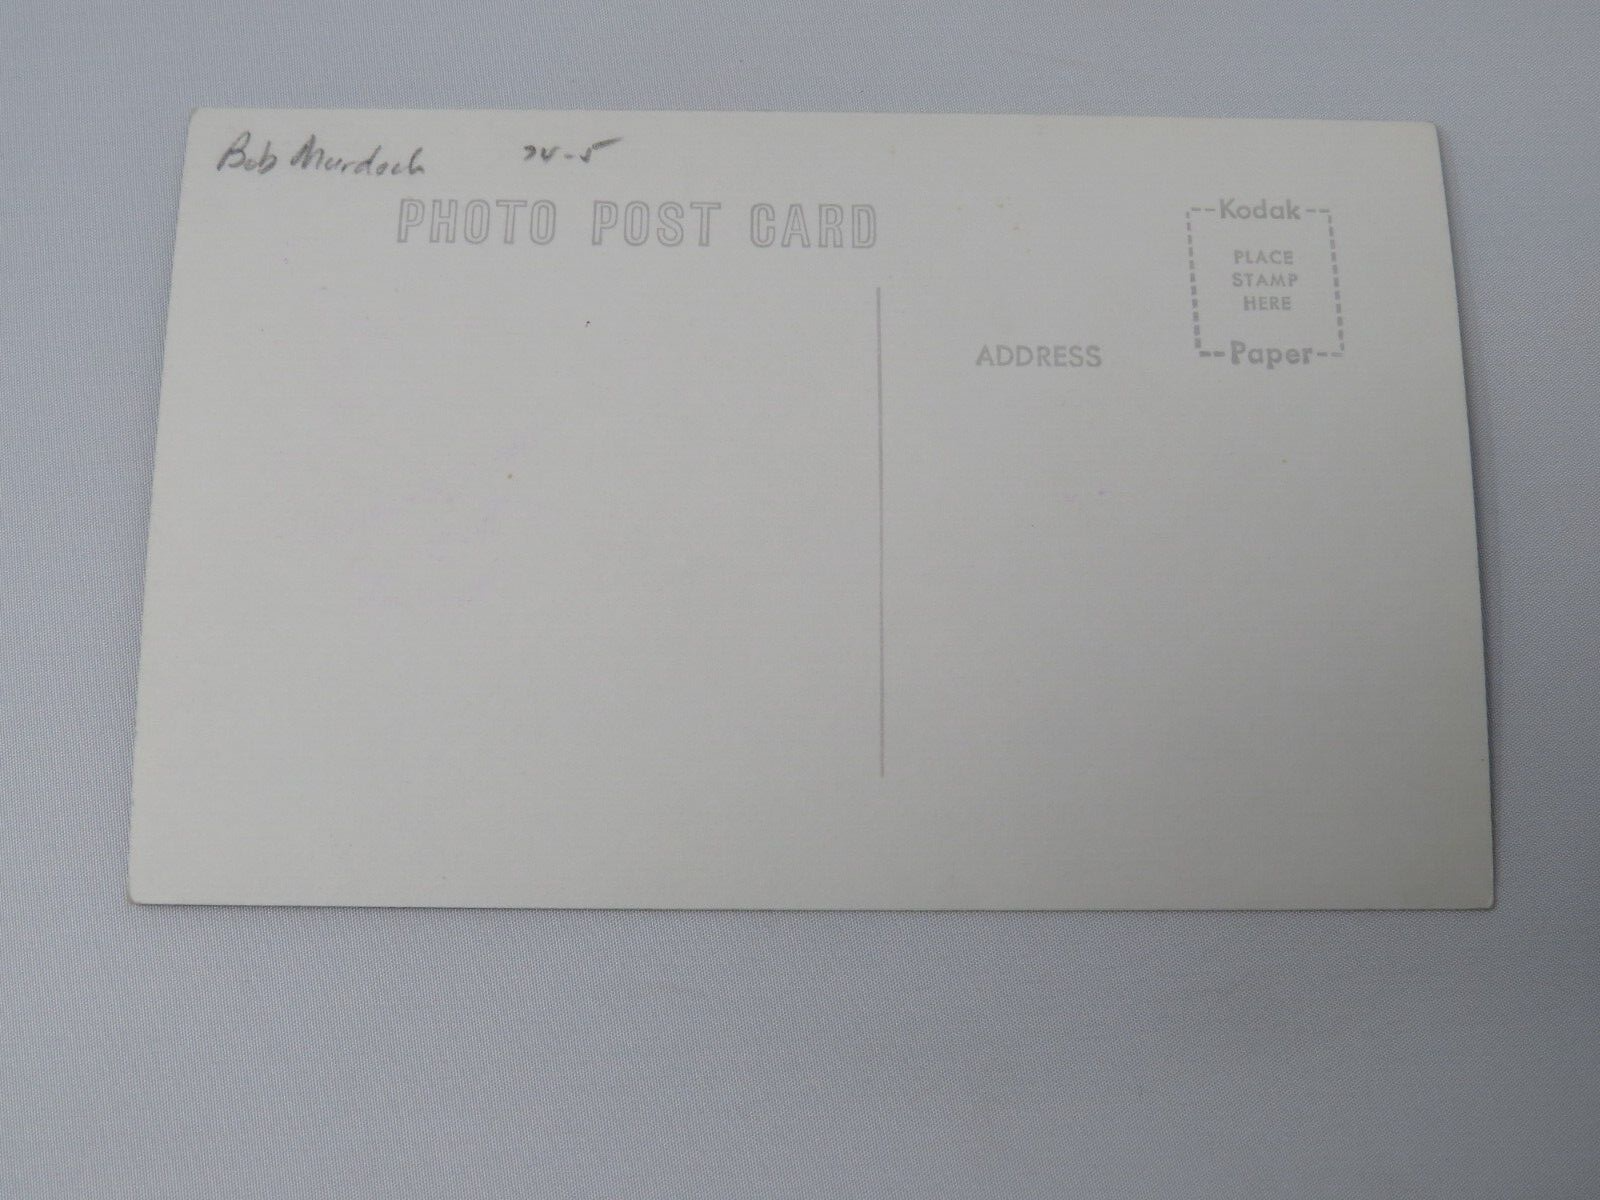 Bob Murdoch 74-5
PHOTO POST CARD
Kodak
PLACE
STAMP
HERE
Paper
ADDRESS